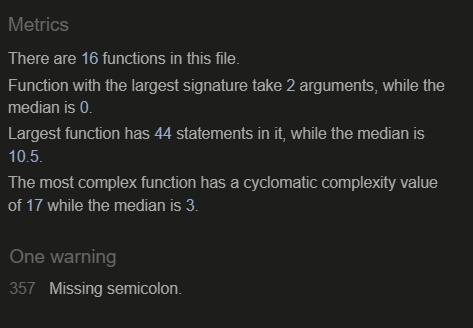 Metrics
There are 16 functions in this file.
Function with the largest signature take 2 arguments, while the
median is 0.
Largest function has 44 statements in it, while the median is
10.5.
The most complex function has a cyclomatic complexity value
of 17 while the median is 3.
One warning
357 Missing semicolon.